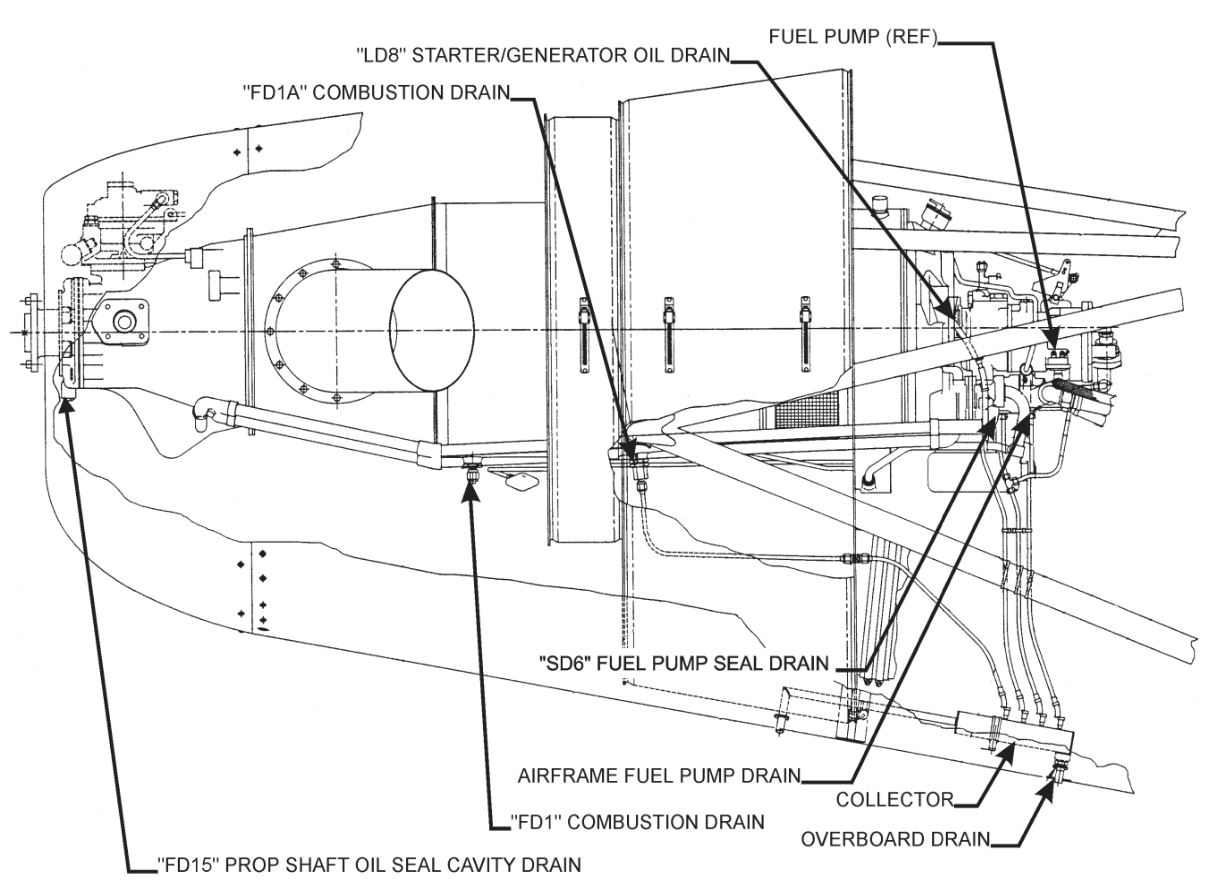 FUEL PUMP (REF)
"LD8" STARTER/GENERATOR OIL DRAIN
"FD1A" COMBUSTION DRAIN
"SD6" FUEL PUMP SEAL DRAIN
AIRFRAME FUEL PUMP DRAIN
COLLECTOR
"FD1" COMBUSTION DRAIN
OVERBOARD DRAIN
"FD15" PROP SHAFT OIL SEAL CAVITY DRAIN